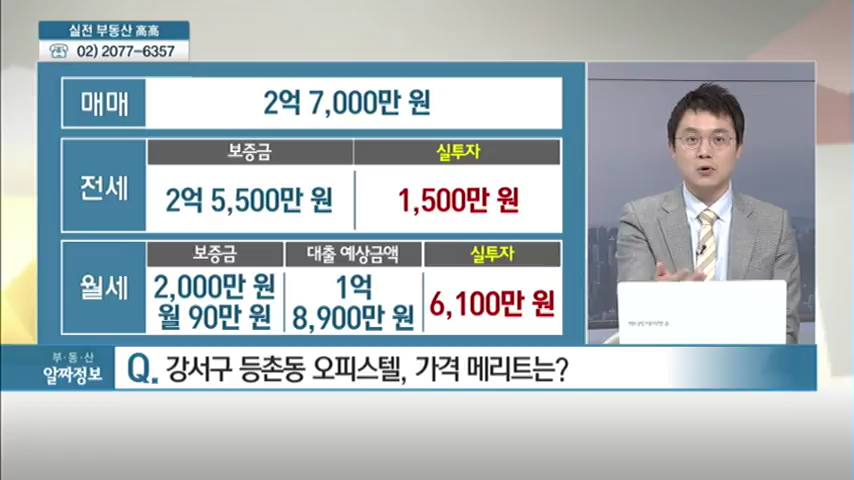 실전 부동산 高高
02) 2077-6357
매매
2억 7,000만 원
전세
보증금
실투자
2억 5,500만 원
1,500만 원
월세
보증금
대출 예상금액
실투자
2,000만 원
월 90만 원
1억
8,900만 원
6,100만 원
부·동·산
알짜정보
Q. 강서구 등촌동 오피스텔, 가격 메리트는?